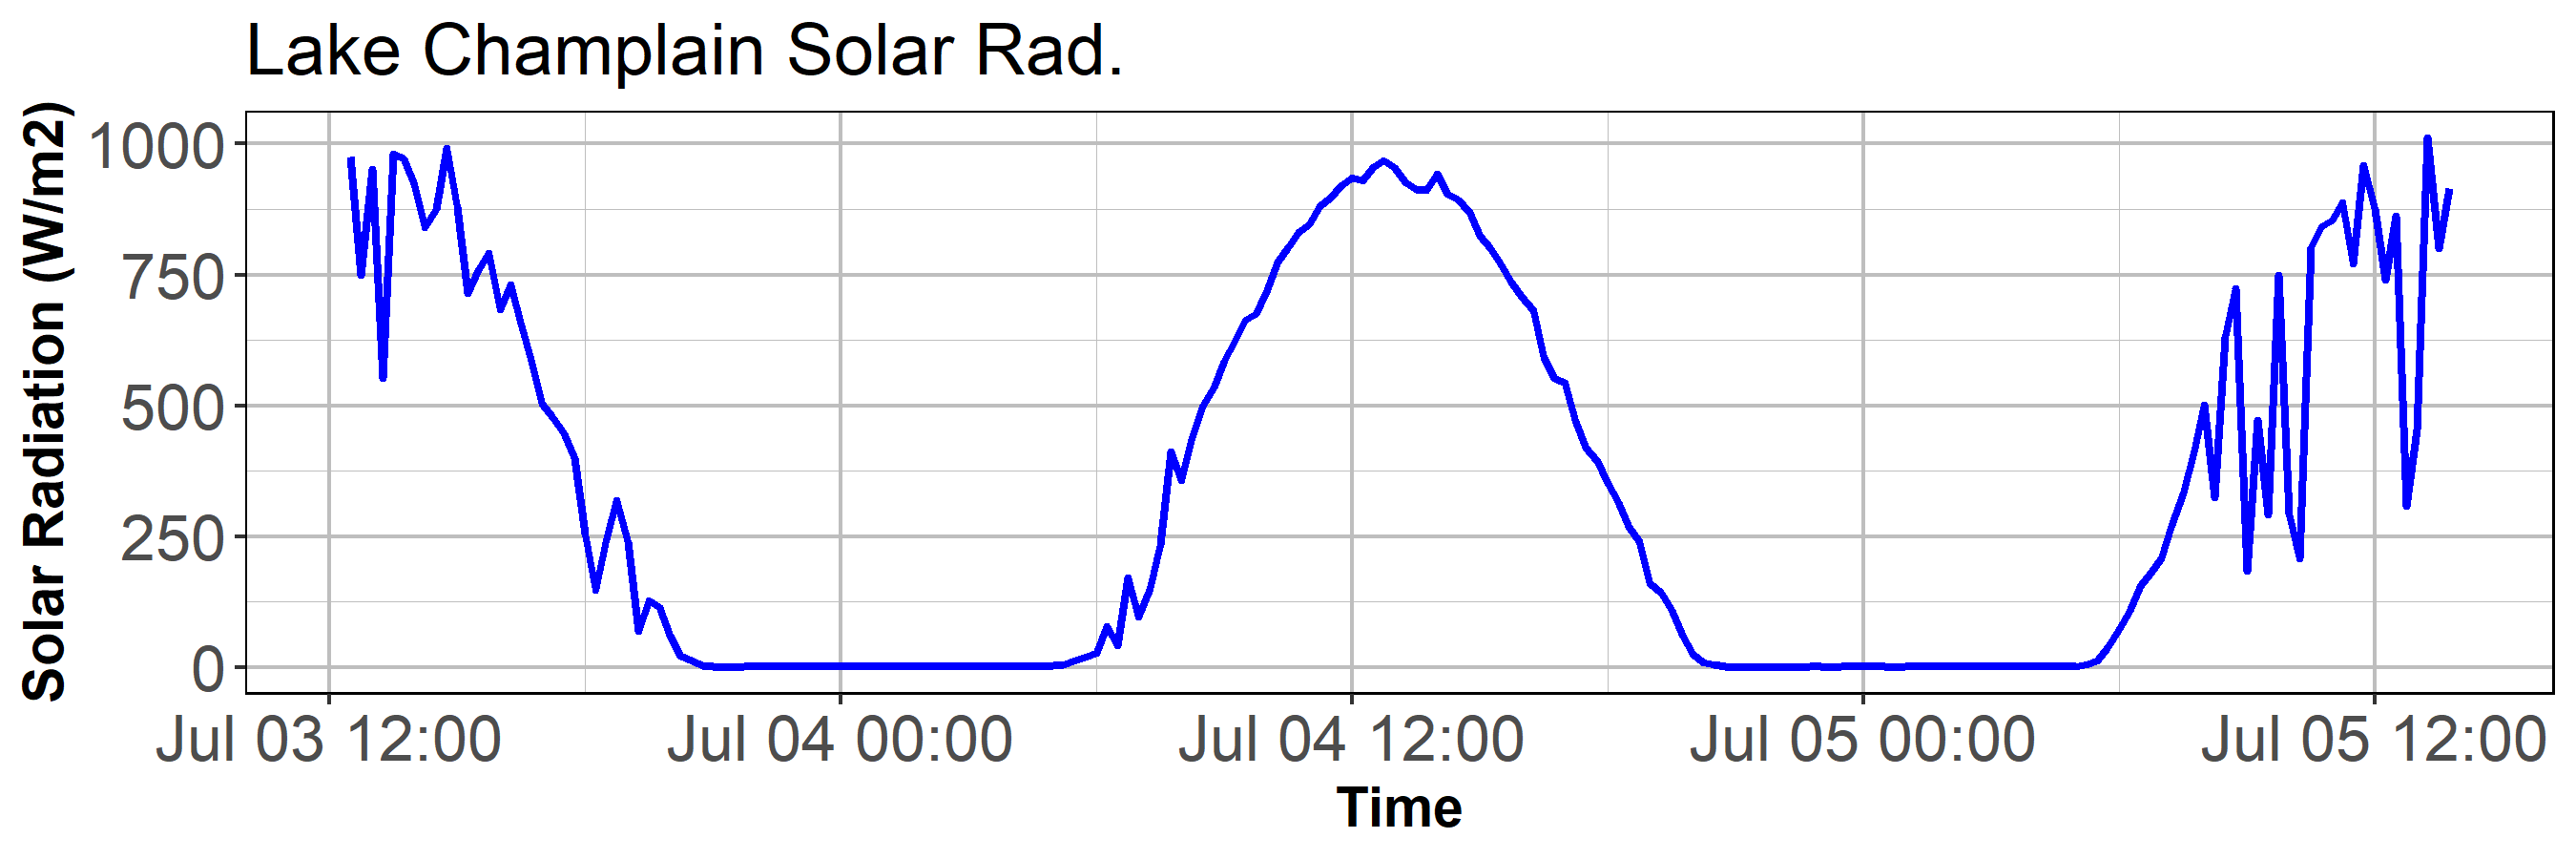 Lake Champlain Solar Rad.
Solar Radiation (W/m2)
1000
750
500
250
0
Jul 03 12:00 Jul 04 00:00 Jul 04 12:00 Jul 05 00:00 Jul 05 12:00
Time